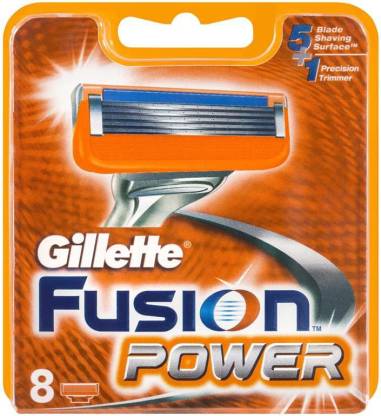 5 Blade
Shaving
Surface™
+1 Precision
Trimmer
Gillette®
FUSION™
POWER
8